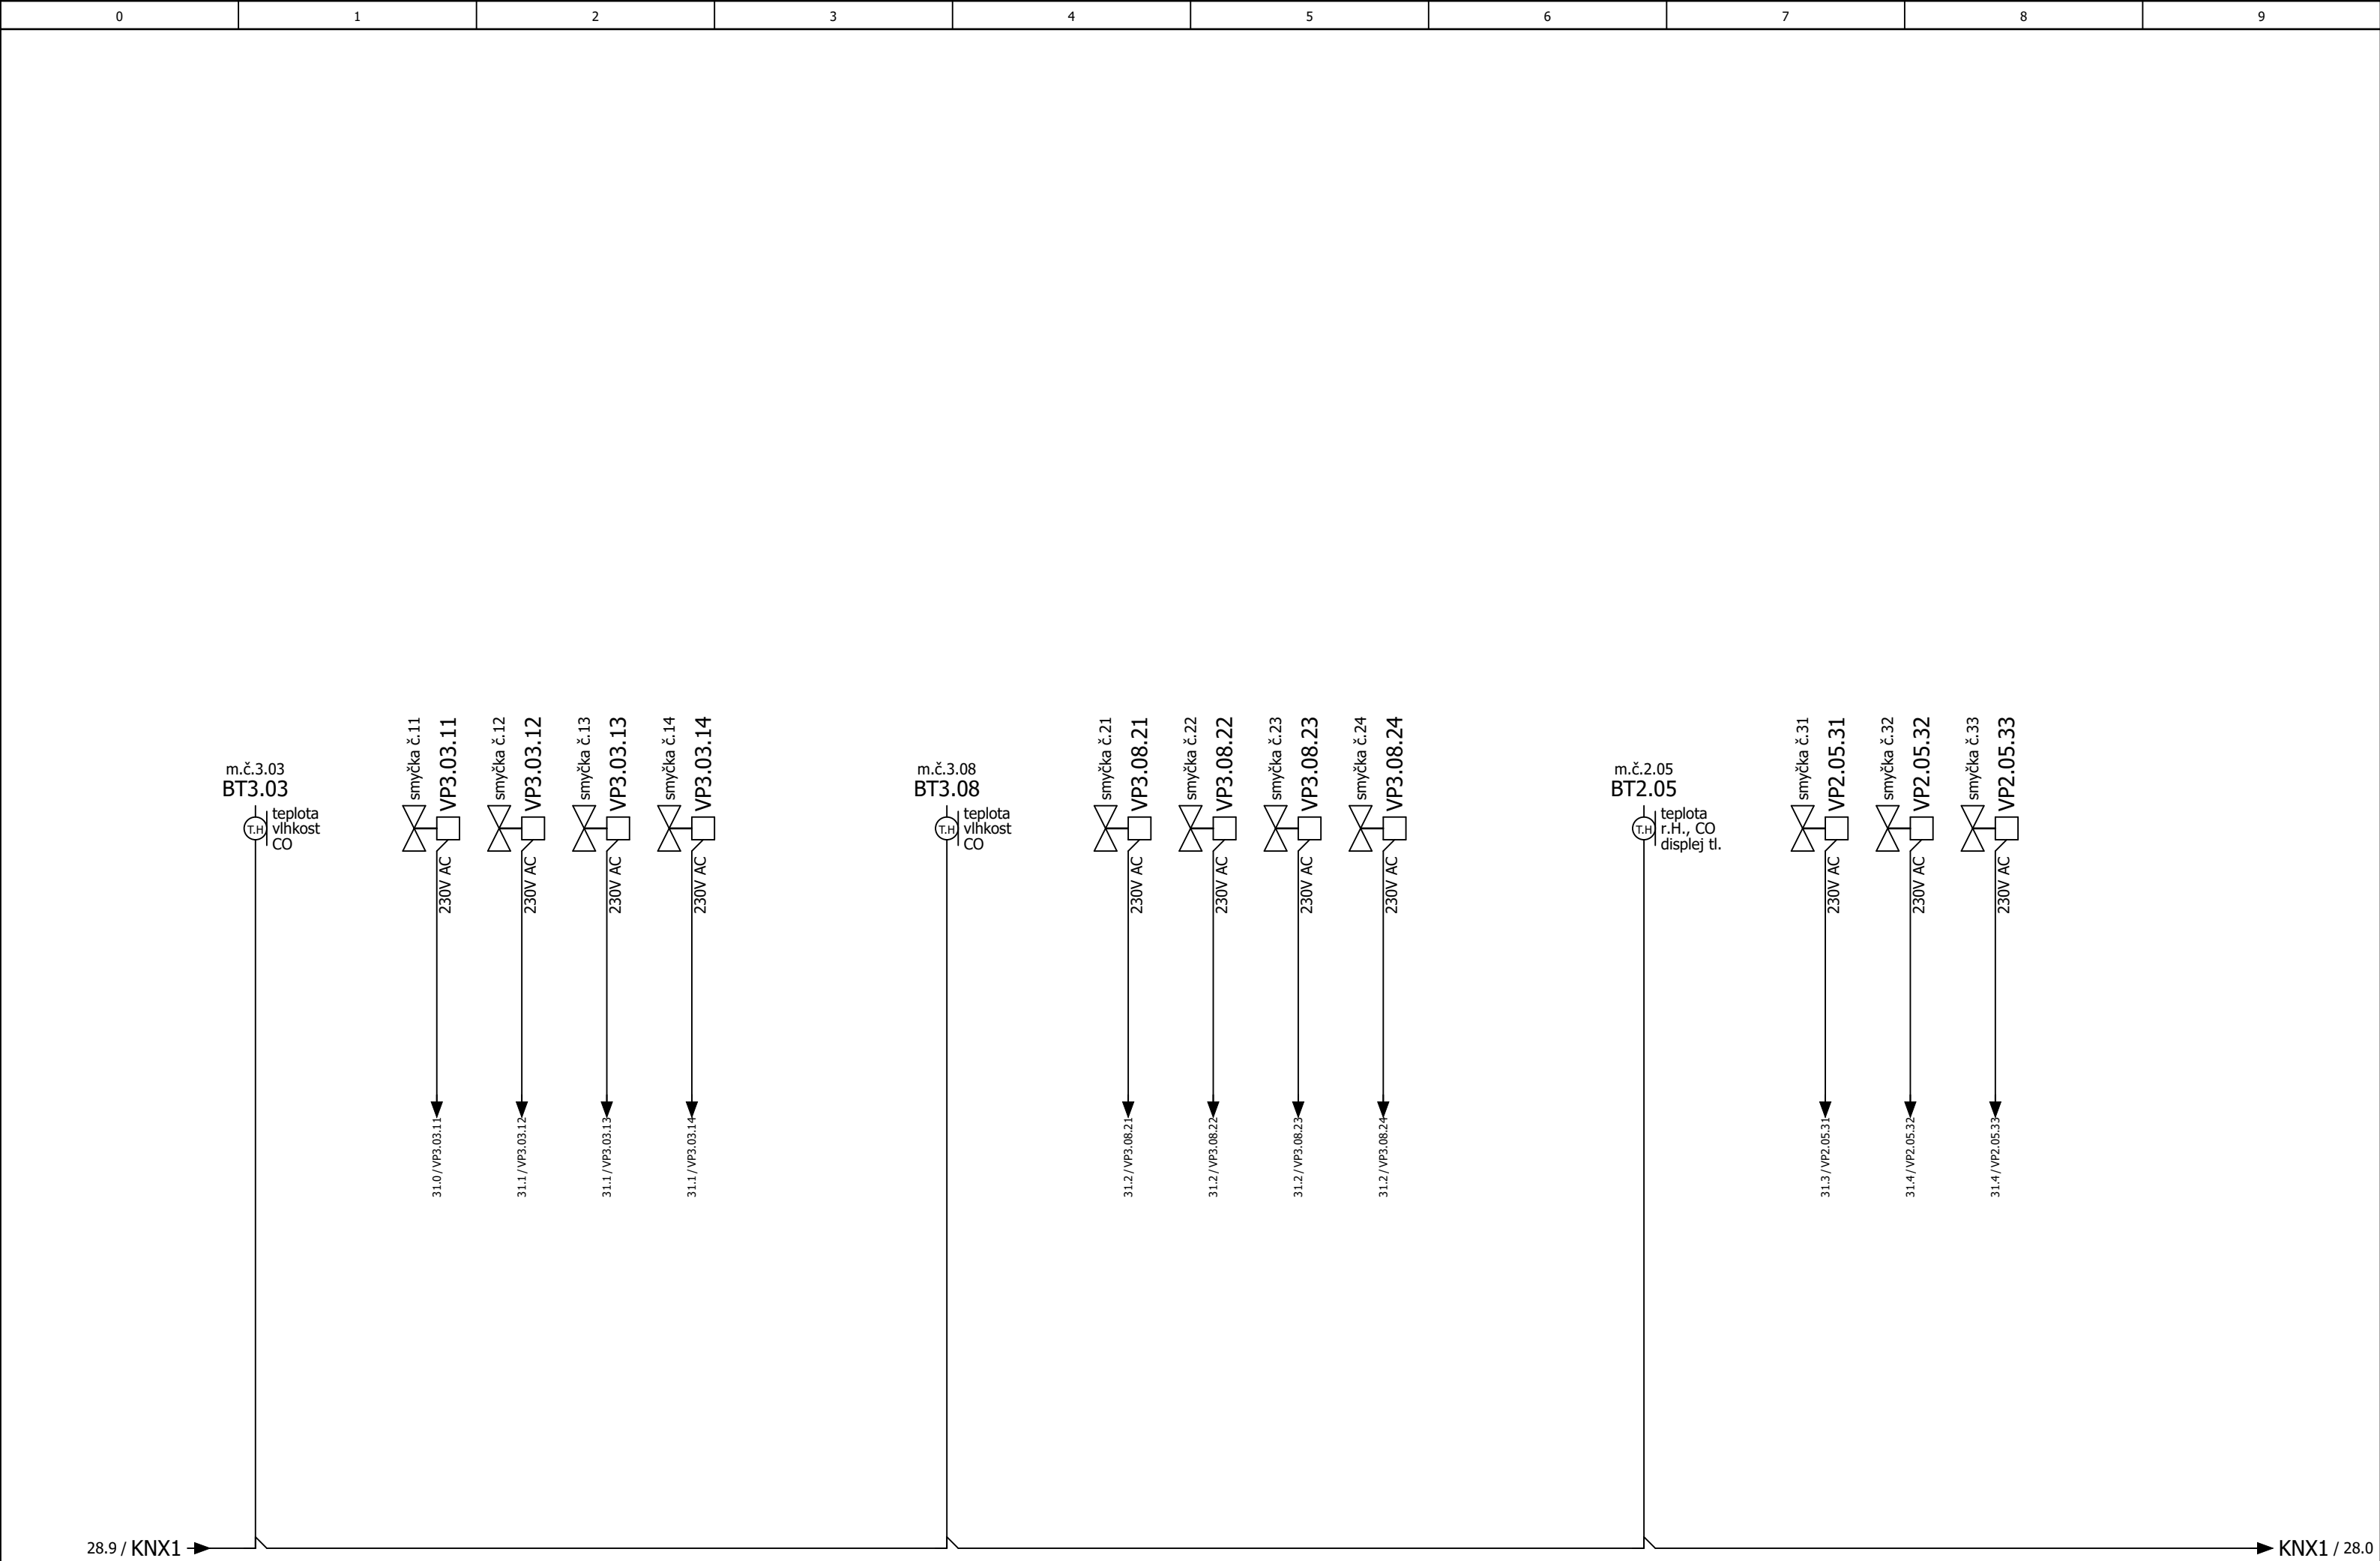 0 1 2 3 4 5 6 7 8 9
m.č.3.03
BT3.03
T.H
teplota
vlhkost
CO
smyčka č.11
VP3.03.11
230V AC
31.0 / VP3.03.11
smyčka č.12
VP3.03.12
230V AC
31.1 / VP3.03.12
smyčka č.13
VP3.03.13
230V AC
31.1 / VP3.03.13
smyčka č.14
VP3.03.14
230V AC
31.1 / VP3.03.14
m.č.3.08
BT3.08
T.H
teplota
vlhkost
CO
smyčka č.21
VP3.08.21
230V AC
31.2 / VP3.08.21
smyčka č.22
VP3.08.22
230V AC
31.2 / VP3.08.22
smyčka č.23
VP3.08.23
230V AC
31.2 / VP3.08.23
smyčka č.24
VP3.08.24
230V AC
31.2 / VP3.08.24
m.č.2.05
BT2.05
T.H
teplota
r.H., CO
displej tl.
smyčka č.31
VP2.05.31
230V AC
31.3 / VP2.05.31
smyčka č.32
VP2.05.32
230V AC
31.4 / VP2.05.32
smyčka č.33
VP2.05.33
230V AC
31.4 / VP2.05.33
28.9 / KNX1
KNX1 / 28.0